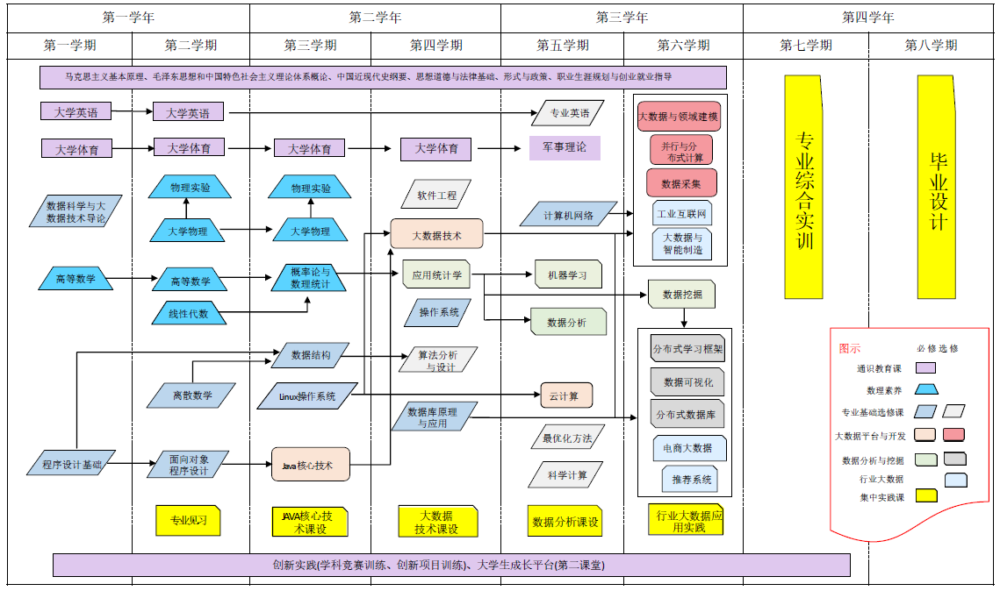 第一学年
第二学年
第三学年
第四学年
第一学期
第二学期
第三学期
第四学期
第五学期
第六学期
第七学期
第八学期
马克思主义基本原理、毛泽东思想和中国特色社会主义理论体系概论、中国近现代史纲要、思想道德与法律基础、形式与政策、职业生涯规划与创业就业指导
大学英语
大学英语
专业英语
大学体育
大学体育
大学体育
大学体育
军事理论
大数据与领域建模
并行与分
布式计算
数据采集
工业互联网
大数据与
智能制造
物理实验
物理实验
软件工程
数据科学与大
数据技术导论
大学物理
大学物理
大数据技术
计算机网络
高等数学
高等数学
概率论与
数理统计
应用统计学
机器学习
数据挖掘
线性代数
操作系统
数据分析
数据结构
算法分析
与设计
分布式学习框架
数据可视化
分布式数据库
电商大数据
推荐系统
离散数学
Linux操作系统
数据库原理
与应用
云计算
最优化方法
科学计算
程序设计基础
面向对象
程序设计
Java核心技术
专业见习
JAVA核心技
术课设
大数据
技术课设
数据分析课设
行业大数据应
用实践
专业综合实训
毕业设计
图示
必修选修
通识教育课
数理素养
专业基础选修课
大数据平台与开发
数据分析与挖掘
行业大数据
集中实践课
创新实践(学科竞赛训练、创新项目训练)、大学生成长平台(第二课堂)